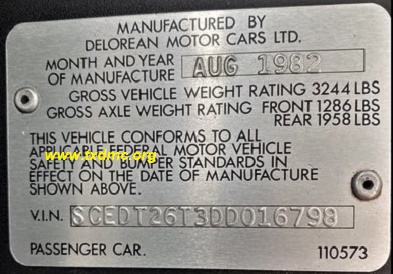 MANUFACTURED BY
DELOREAN MOTOR CARS LTD.
MONTH AND YEAR
OF MANUFACTURE AUG 1982
GROSS VEHICLE WEIGHT RATING 3244 LBS
GROSS AXLE WEIGHT RATING FRONT 1286 LBS
REAR 1958 LBS
THIS VEHICLE CONFORMS TO ALL
APPLICABLE FEDERAL MOTOR VEHICLE
www.txdmc.org
SAFETY AND BUMPER STANDARDS IN
EFFECT ON THE DATE OF MANUFACTURE
SHOWN ABOVE.
V.I.N. SCEDT26T3DD016798
PASSENGER CAR. 110573